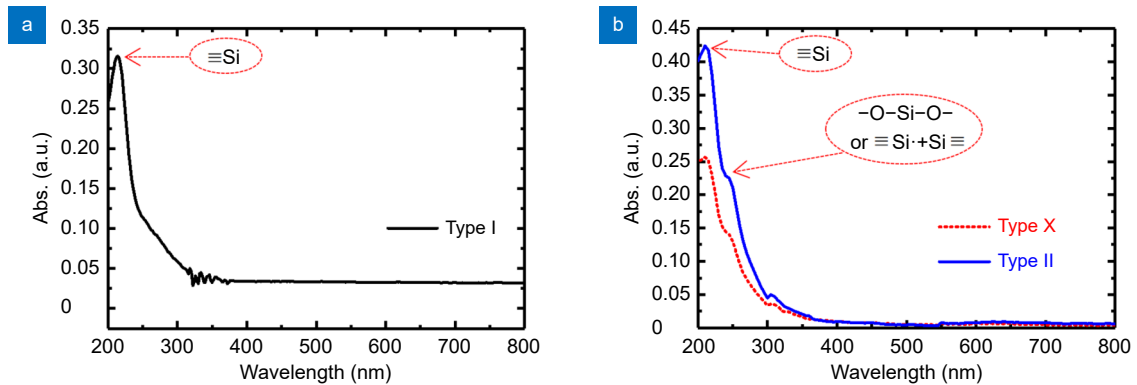 a
0.35
0.30
0.25
0.20
0.15
0.10
0.05
0
Abs. (a.u.)
≡Si
Type I
200 300 400 500 600 700 800
Wavelength (nm)
b
0.45
0.40
0.35
0.30
0.25
0.20
0.15
0.10
0.05
0
Abs. (a.u.)
≡Si
−O−Si−O−
or ≡Si·+Si≡
Type X
Type II
200 300 400 500 600 700 800
Wavelength (nm)